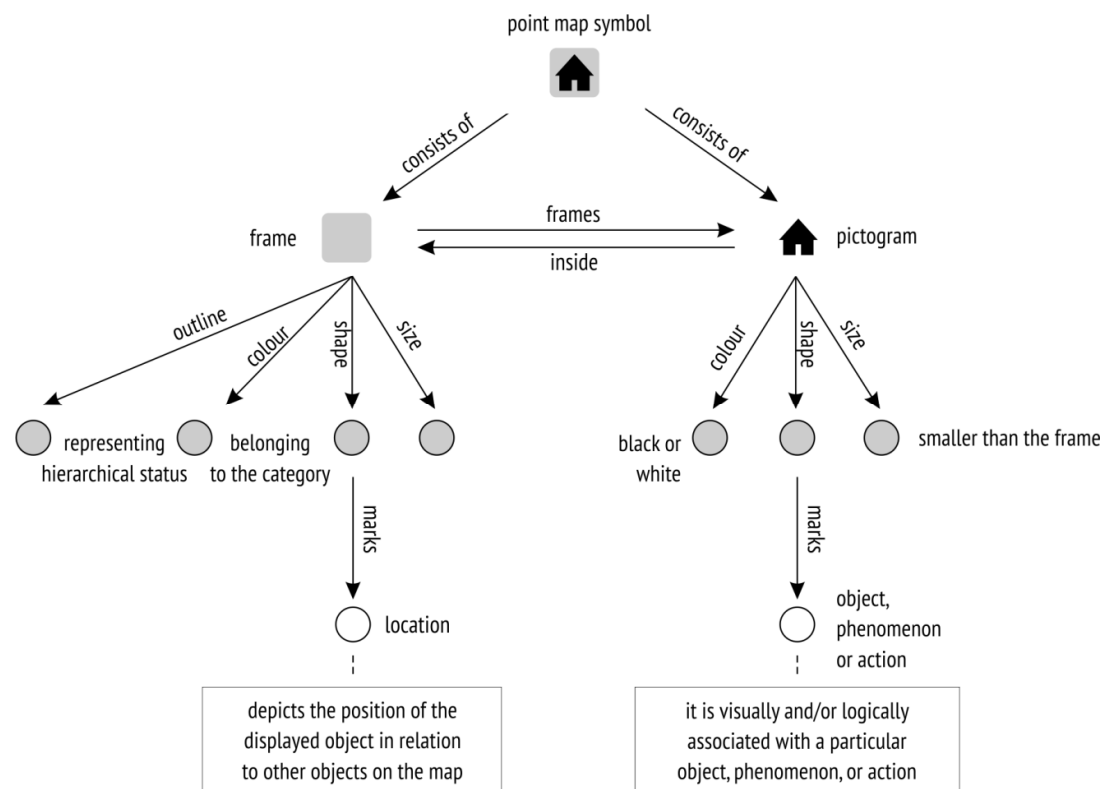 point map symbol
consists of
consists of
frame
frames
inside
pictogram
outline
colour
shape
size
colour
shape
size
representing
hierarchical status
belonging
to the category
black or
white
smaller than the frame
marks
marks
location
object,
phenomenon
or action
depicts the position of the
displayed object in relation
to other objects on the map
it is visually and/or logically
associated with a particular
object, phenomenon, or action